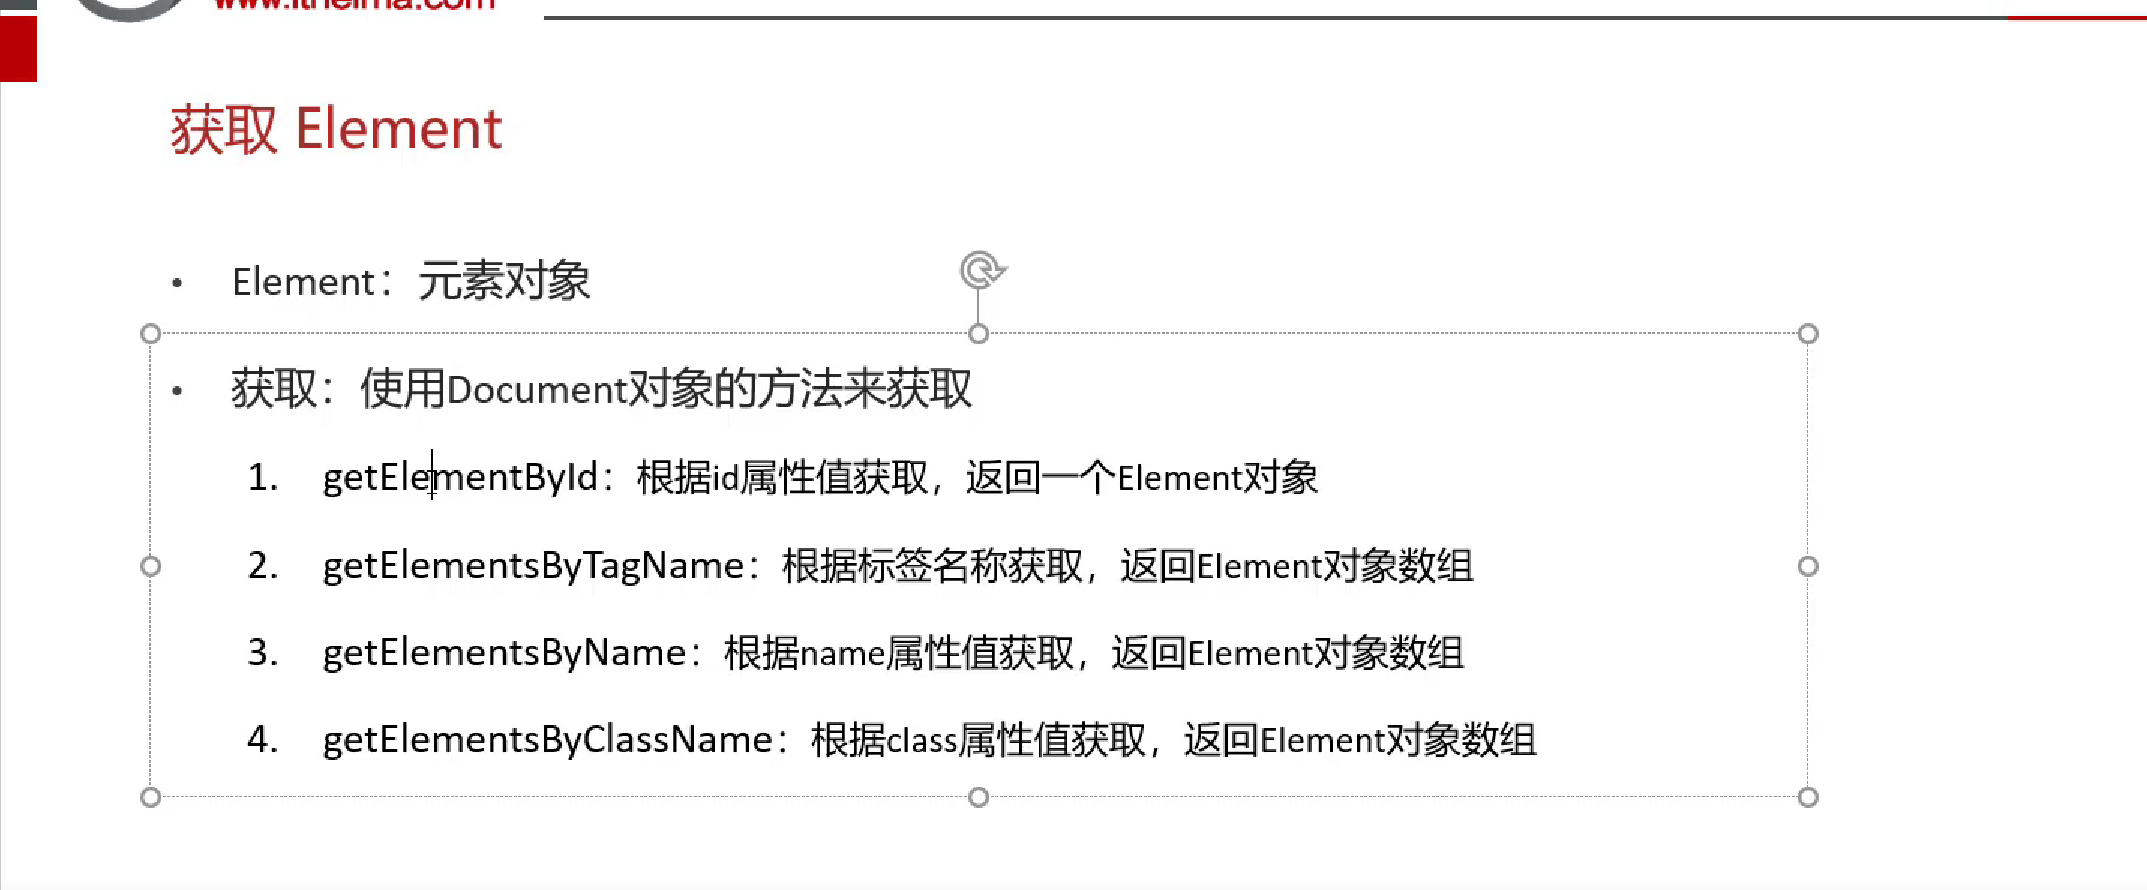 www.itheima.com
获取 Element
• Element：元素对象
• 获取：使用Document对象的方法来获取
1. getElementById：根据id属性值获取，返回一个Element对象
2. getElementsByTagName：根据标签名称获取，返回Element对象数组
3. getElementsByName：根据name属性值获取，返回Element对象数组
4. getElementsByClassName：根据class属性值获取，返回Element对象数组